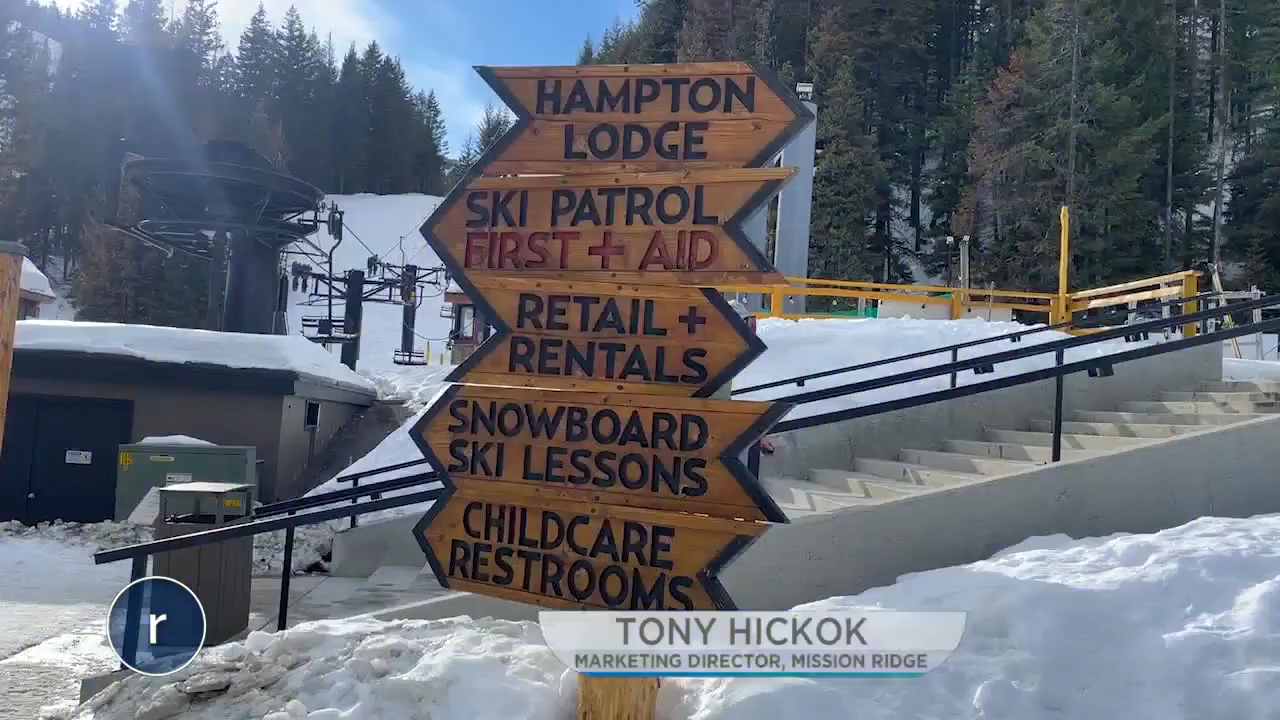 HAMPTON
LODGE
SKI PATROL
FIRST + AID
RETAIL +
RENTALS
SNOWBOARD
SKI LESSONS
CHILDCARE
RESTROOMS
r
TONY HICKOK
MARKETING DIRECTOR, MISSION RIDGE